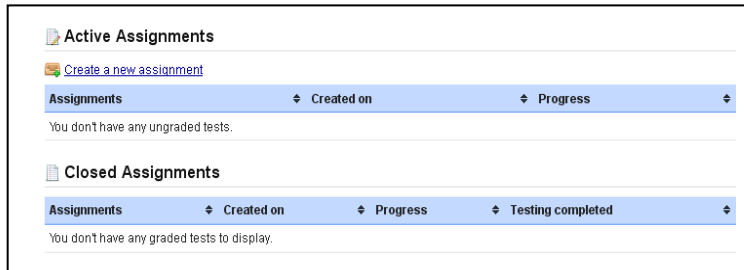 Active Assignments
Create a new assignment
Assignments Created on Progress
You don't have any ungraded tests.
Closed Assignments
Assignments Created on Progress Testing completed
You don't have any graded tests to display.